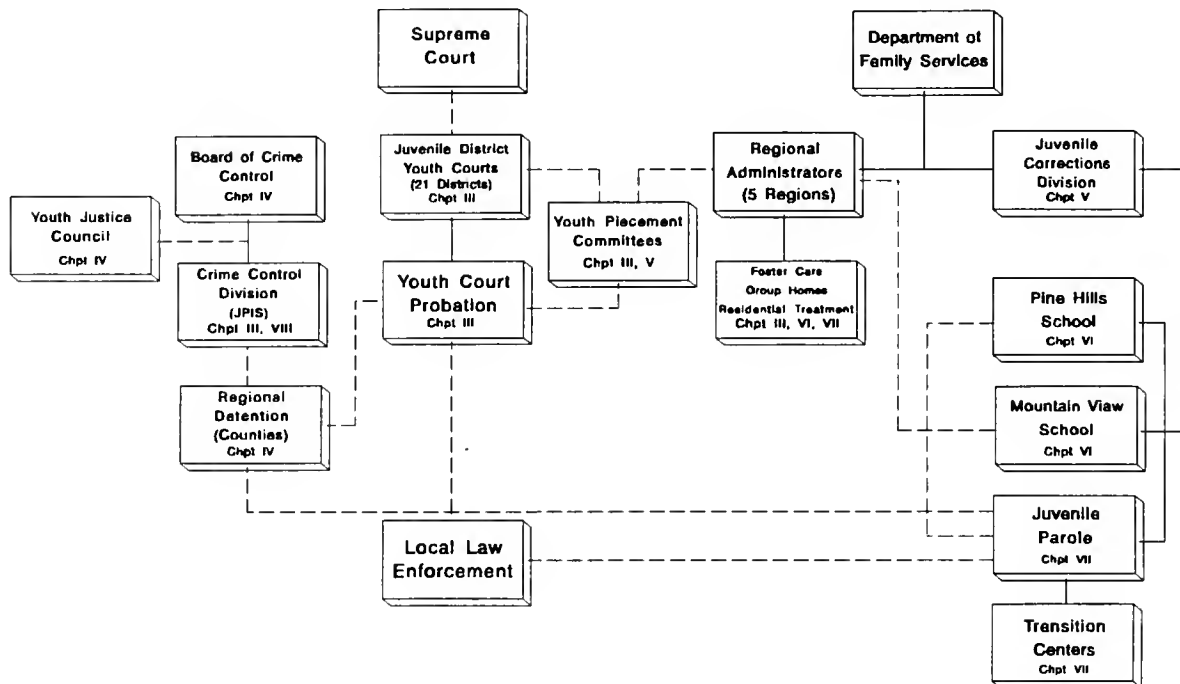 Supreme
Court
Department of
Family Services
Board of Crime
Control
Chpt IV
Juvenile District
Youth Courts
(21 Districts)
Chpt III
Regional
Administrators
(5 Regions)
Juvenile
Corrections
Division
Chpt V
Youth Justice
Council
Chpt IV
Youth Placement
Committees
Chpt III, V
Crime Control
Division
(JPIS)
Chpt III, VIII
Youth Court
Probation
Chpt III
Foster Care
Group Homes
Residential Treatment
Chpt III, VI, VII
Pine Hills
School
Chpt VI
Regional
Detention
(Counties)
Chpt IV
Mountain View
School
Chpt VI
Local Law
Enforcement
Juvenile
Parole
Chpt VII
Transition
Centers
Chpt VII